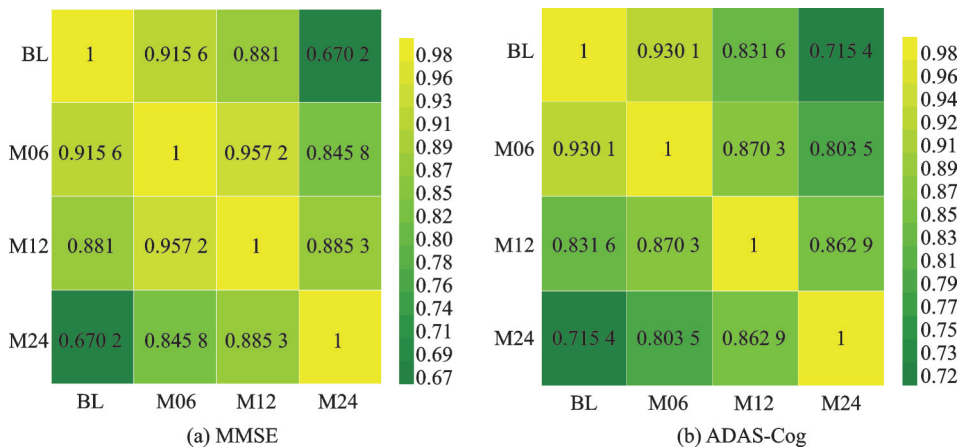 BL 1 0.915 6 0.881 0.670 2
M06 0.915 6 1 0.957 2 0.845 8
M12 0.881 0.957 2 1 0.885 3
M24 0.670 2 0.845 8 0.885 3 1
BL M06 M12 M24
0.98
0.96
0.93
0.91
0.89
0.87
0.85
0.82
0.80
0.78
0.76
0.74
0.71
0.69
0.67
(a) MMSE
BL 1 0.930 1 0.831 6 0.715 4
M06 0.930 1 1 0.870 3 0.803 5
M12 0.831 6 0.870 3 1 0.862 9
M24 0.715 4 0.803 5 0.862 9 1
BL M06 M12 M24
0.98
0.96
0.94
0.92
0.91
0.89
0.87
0.85
0.83
0.81
0.79
0.77
0.75
0.73
0.72
(b) ADAS-Cog